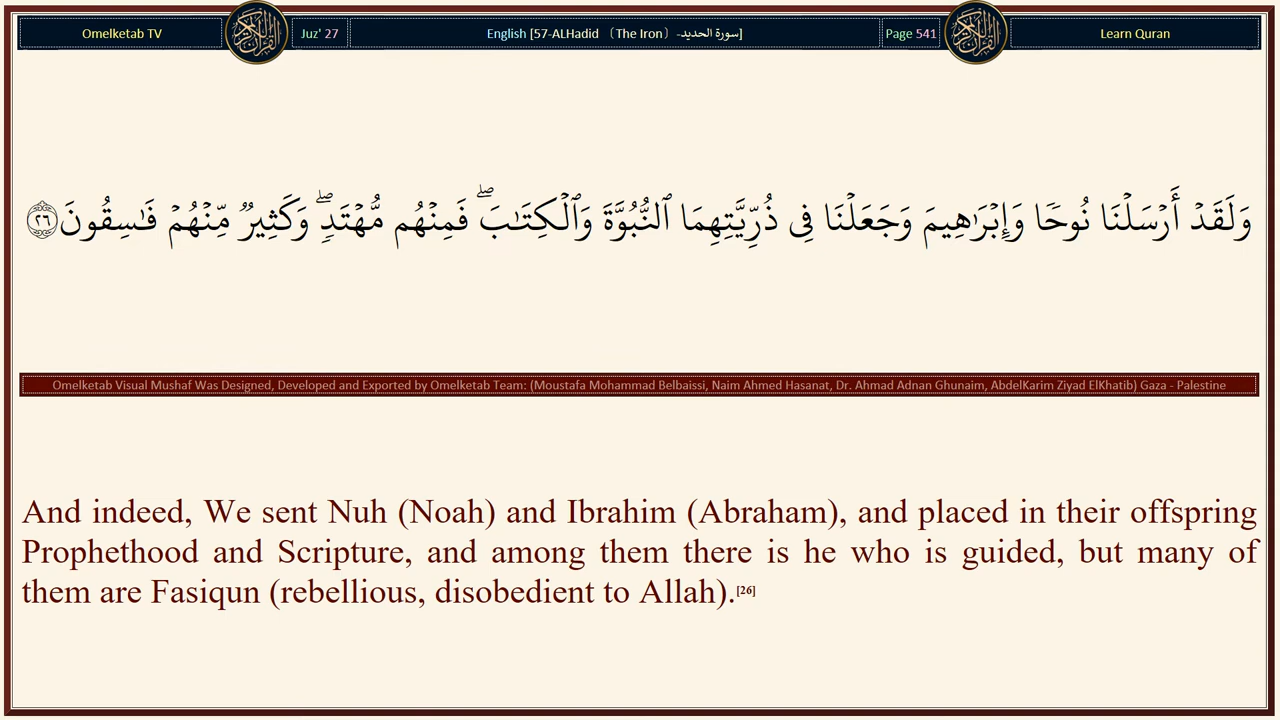 Omelketab TV Juz' 27 English [57-ALHadid （The Iron）-سورة الحديد] Page 541 Learn Quran
وَلَقَدۡ أَرۡسَلۡنَا نُوحٗا وَإِبۡرَٰهِيمَ وَجَعَلۡنَا فِي ذُرِّيَّتِهِمَا ٱلنُّبُوَّةَ وَٱلۡكِتَٰبَۖ فَمِنۡهُم مُّهۡتَدٖۖ وَكَثِيرٞ مِّنۡهُمۡ فَٰسِقُونَ ٢٦
Omelketab Visual Mushaf Was Designed, Developed and Exported by Omelketab Team: (Moustafa Mohammad Belbaissi, Naim Ahmed Hasanat, Dr. Ahmad Adnan Ghunaim, AbdelKarim Ziyad ElKhatib) Gaza - Palestine
And indeed, We sent Nuh (Noah) and Ibrahim (Abraham), and placed in their offspring
Prophethood and Scripture, and among them there is he who is guided, but many of
them are Fasiqun (rebellious, disobedient to Allah).[26]